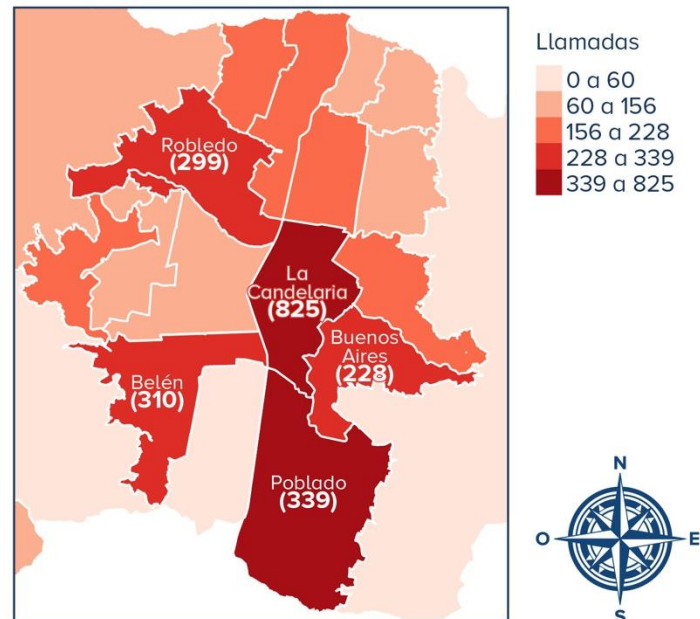 Llamadas
0 a 60
60 a 156
156 a 228
228 a 339
339 a 825
Robledo
(299)
La
Candelaria
(825)
Buenos
Aires
(228)
Belén
(310)
Poblado
(339)
N
O
E
S